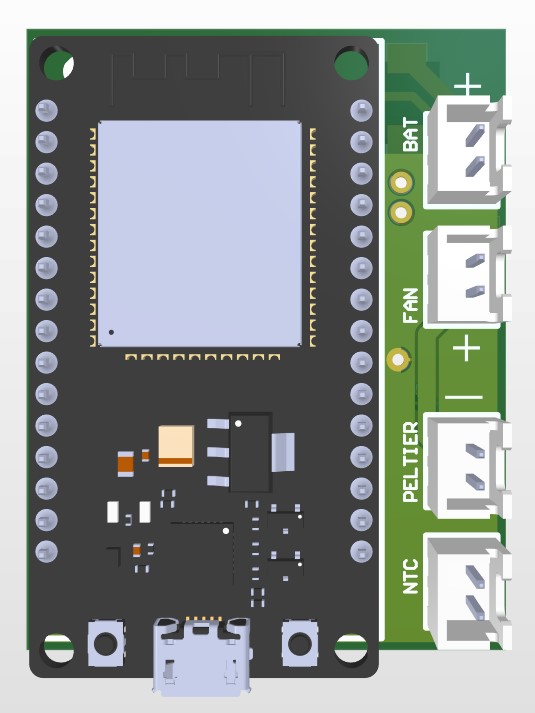 +
BAT
FAN
+
—
PELTIER
NTC